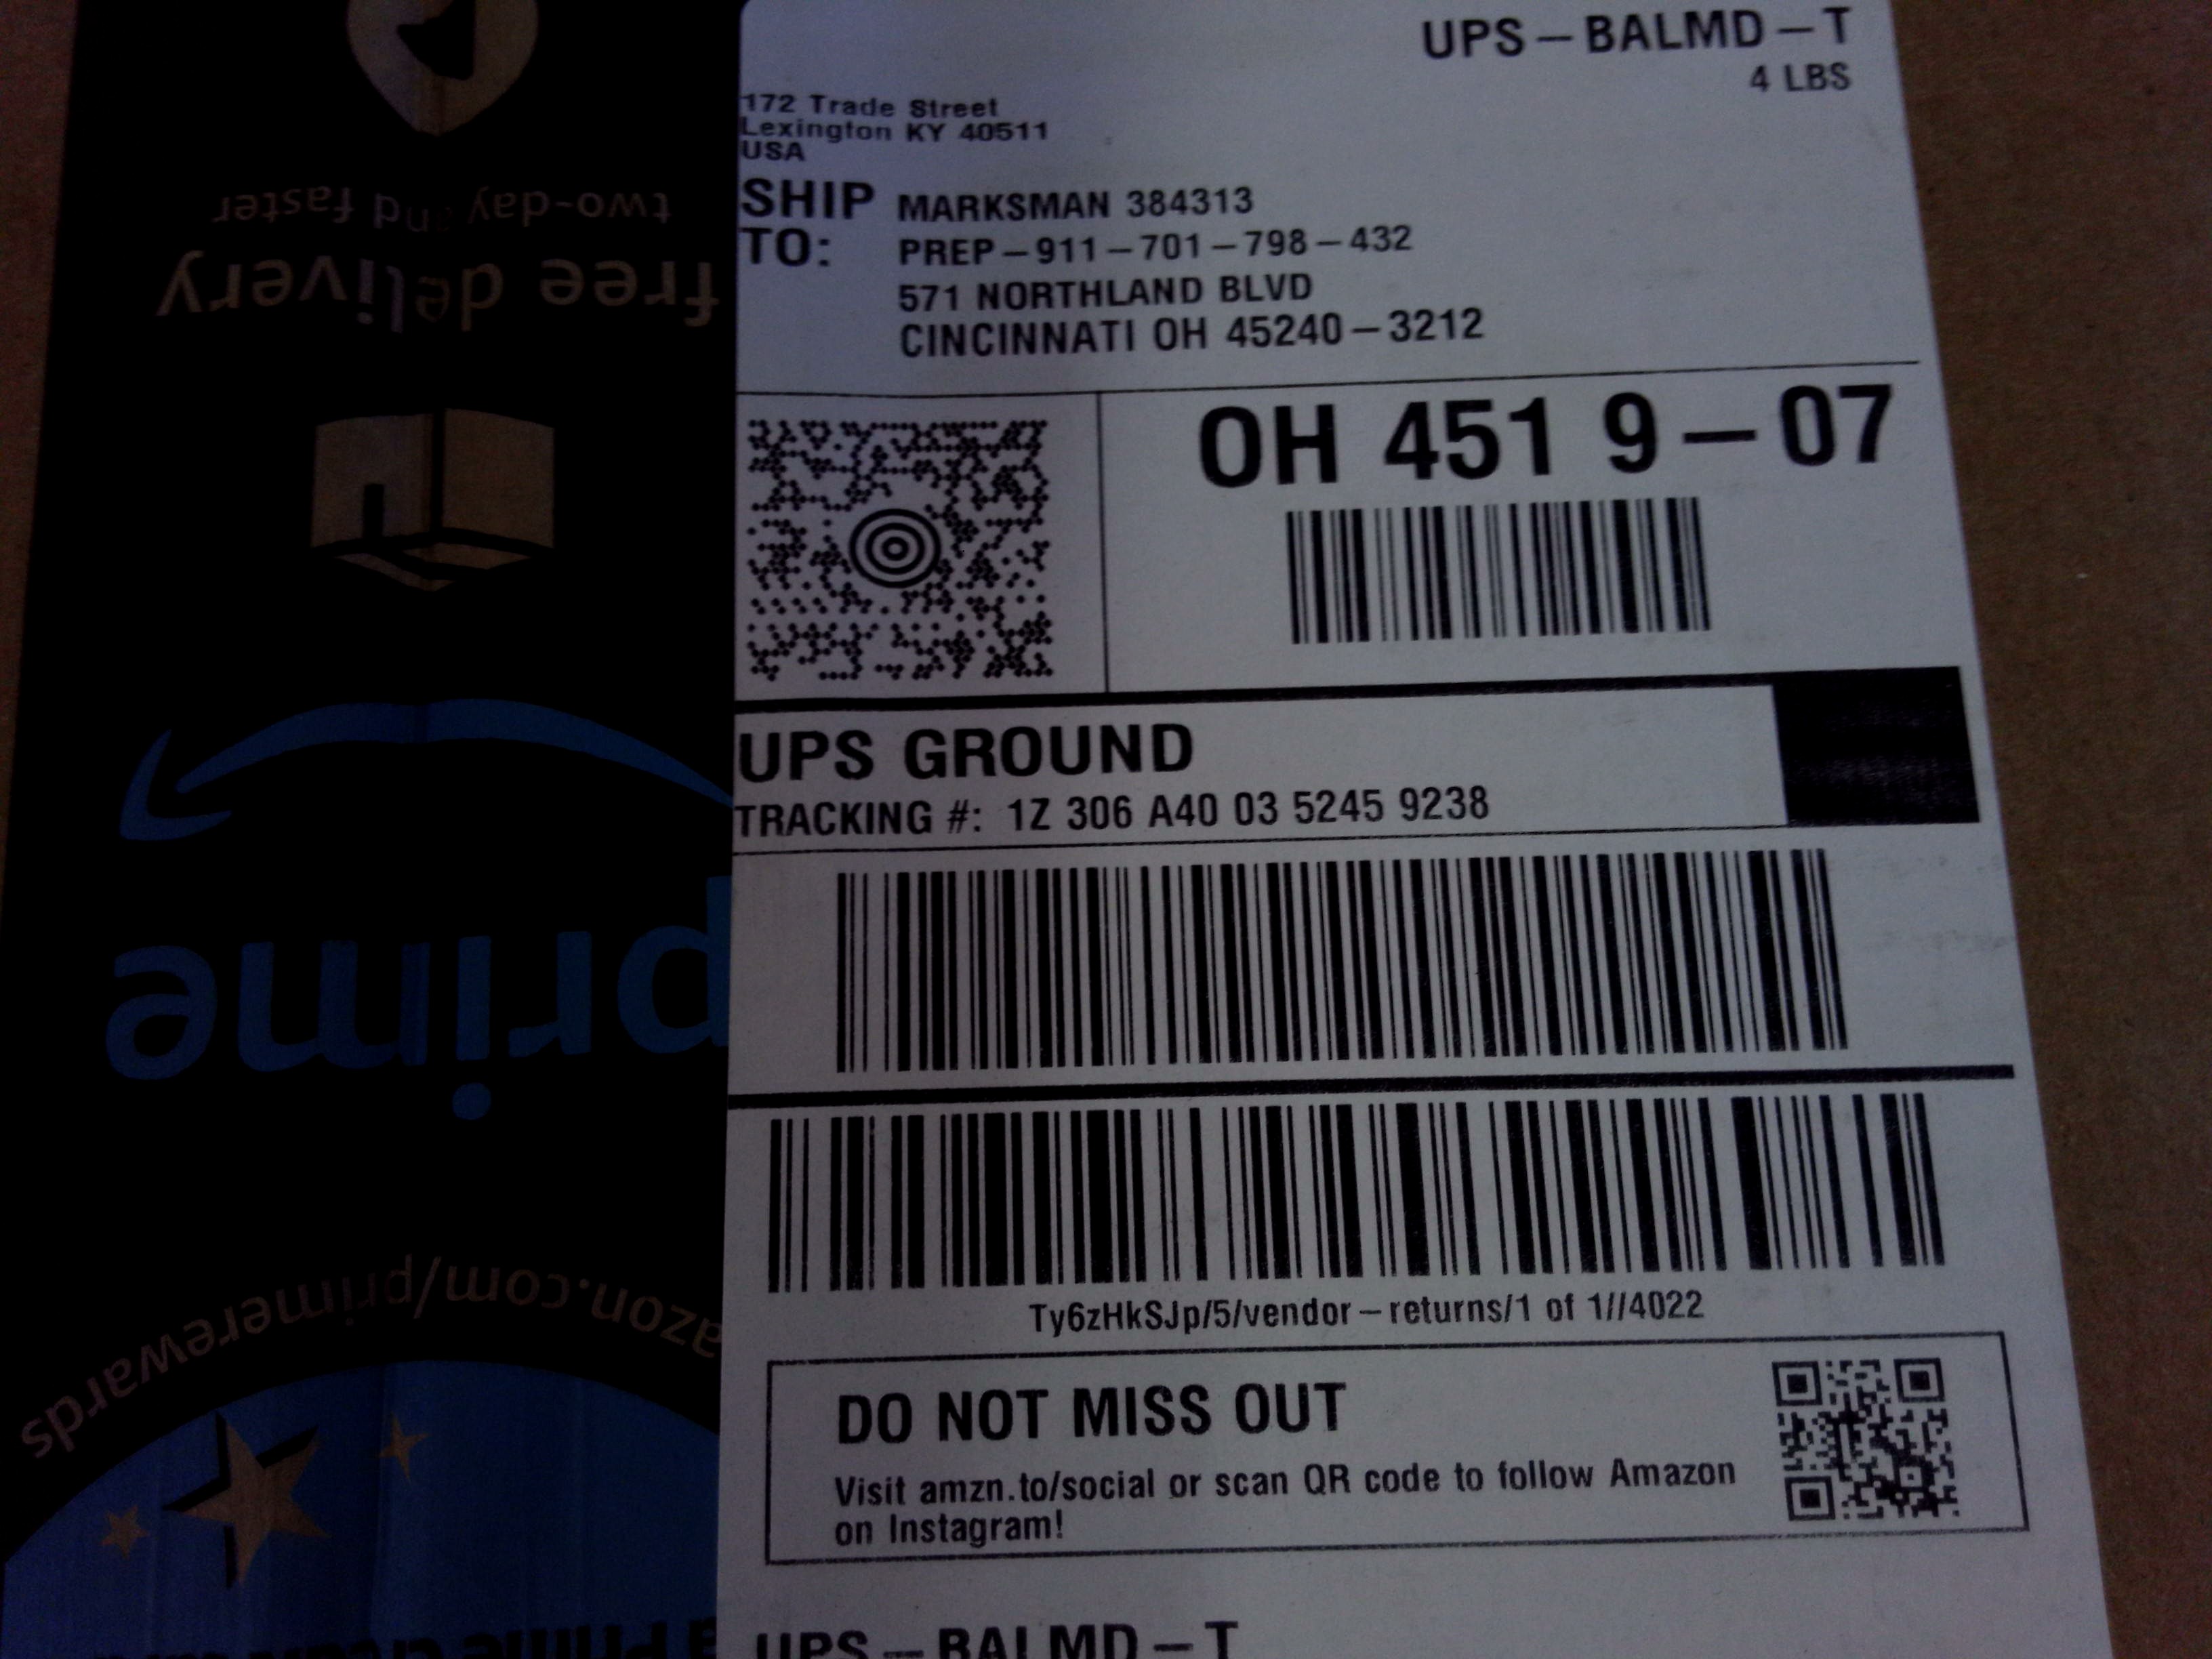 UPS-BALMD-T
4 LBS
172 Trade Street
Lexington KY 40511
USA
SHIP TO:
MARKSMAN 384313
PREP-911-701-798-432
571 NORTHLAND BLVD
CINCINNATI OH 45240-3212
OH 451 9-07
UPS GROUND
TRACKING #: 1Z 306 A40 03 5245 9238
Ty6zHkSJp/5/vendor-returns/1 of 1//4022
DO NOT MISS OUT
Visit amzn.to/social or scan QR code to follow Amazon
on Instagram!
UPS-BALMD-T
two-day and faster
free delivery
prime
azon.com/primerewards